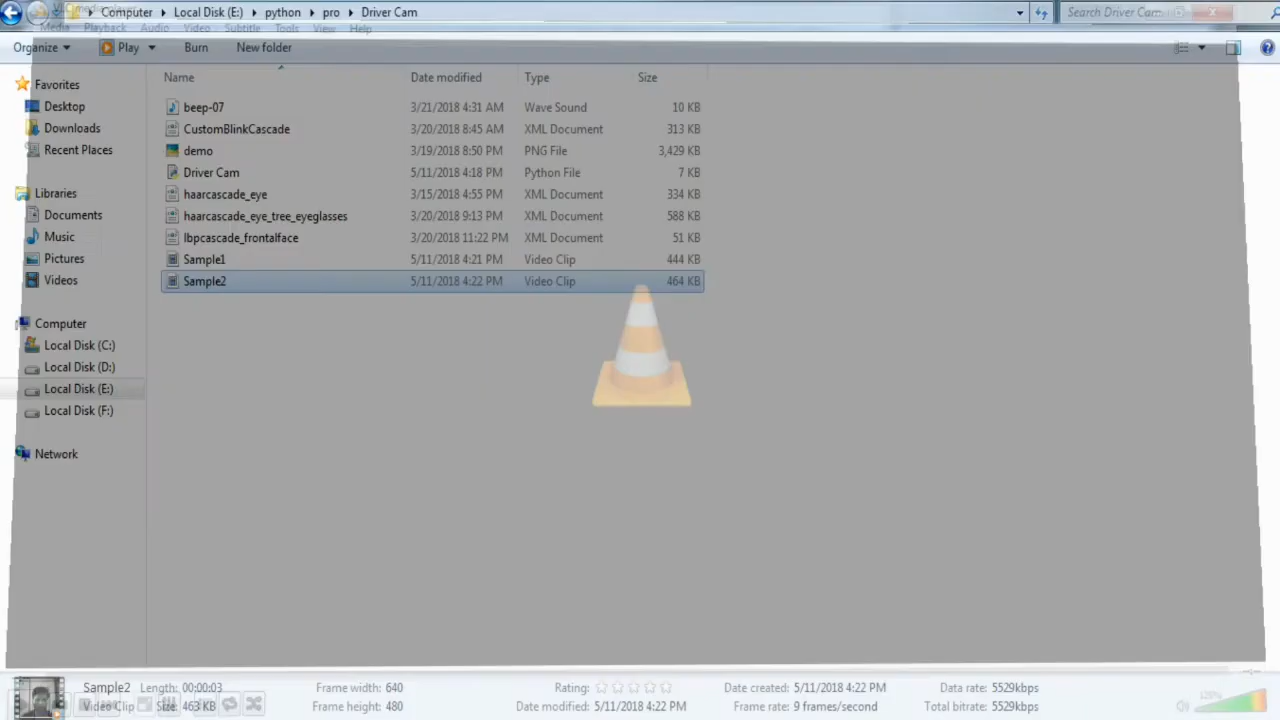 Computer Local Disk (E:) python pro Driver Cam Search Driver Cam
Media Playback Audio Video Subtitle Tools View Help
Organize Play Burn New folder
Name Date modified Type Size
Favorites
Desktop
Downloads
Recent Places
Libraries
Documents
Music
Pictures
Videos
Computer
Local Disk (C:)
Local Disk (D:)
Local Disk (E:)
Local Disk (F:)
Network
beep-07 3/21/2018 4:31 AM Wave Sound 10 KB
CustomBlinkCascade 3/20/2018 8:45 AM XML Document 313 KB
demo 3/19/2018 8:50 PM PNG File 3,429 KB
Driver Cam 5/11/2018 4:18 PM Python File 7 KB
haarcascade_eye 3/15/2018 4:55 PM XML Document 334 KB
haarcascade_eye_tree_eyeglasses 3/20/2018 9:13 PM XML Document 588 KB
lbpcascade_frontalface 3/20/2018 11:22 PM XML Document 51 KB
Sample1 5/11/2018 4:21 PM Video Clip 444 KB
Sample2 5/11/2018 4:22 PM Video Clip 464 KB
Sample2 Length: 00:00:03 Frame width: 640 Rating: Date created: 5/11/2018 4:22 PM Data rate: 5529kbps
Video Clip Size: 463 KB Frame height: 480 Date modified: 5/11/2018 4:22 PM Frame rate: 9 frames/second Total bitrate: 5529kbps